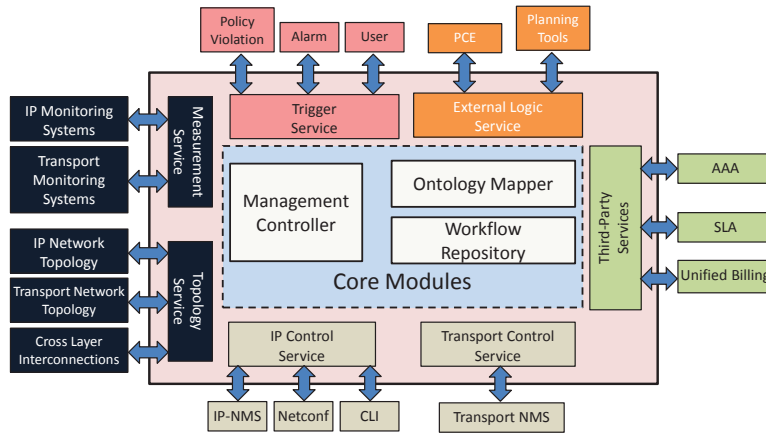 Policy
Violation
Alarm
User
PCE
Planning
Tools
Trigger
Service
External Logic
Service
IP Monitoring
Systems
Transport
Monitoring
Systems
Measurement
Service
IP Network
Topology
Transport Network
Topology
Cross Layer
Interconnections
Topology
Service
Management
Controller
Ontology Mapper
Workflow
Repository
Core Modules
Third-Party
Services
AAA
SLA
Unified Billing
IP Control
Service
Transport Control
Service
IP-NMS
Netconf
CLI
Transport NMS